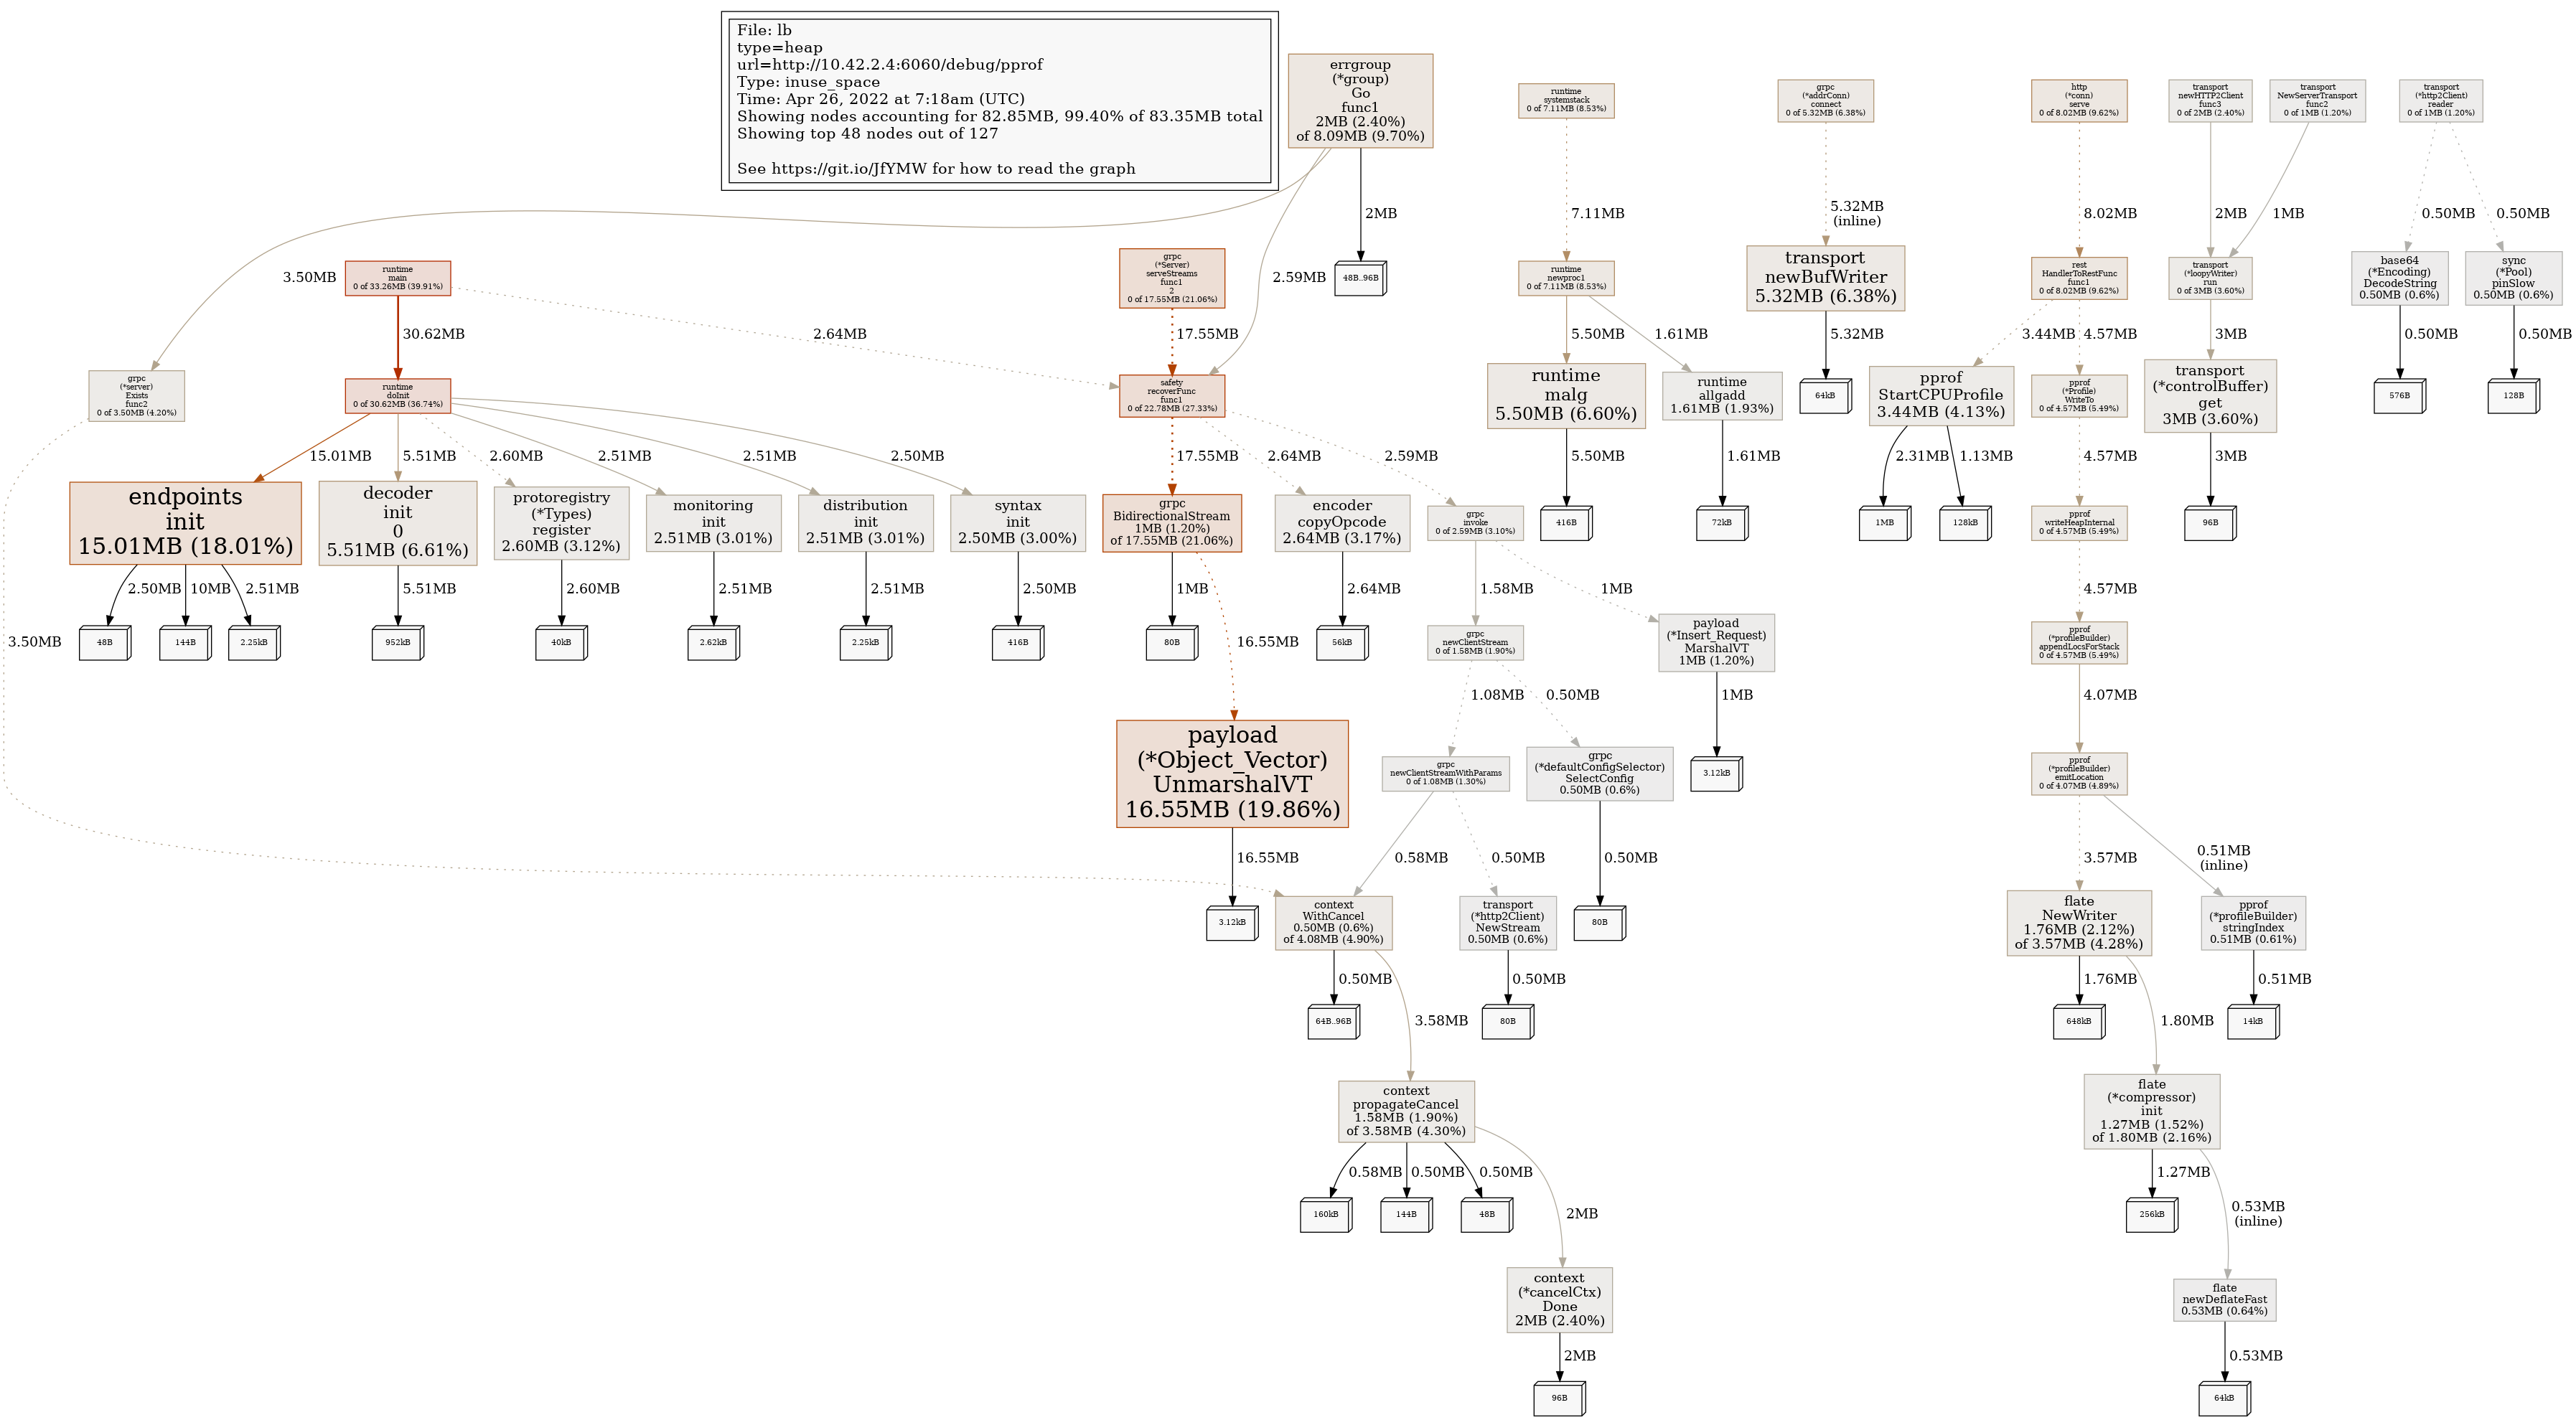 File: lb
type=heap
url=http://10.42.2.4:6060/debug/pprof
Type: inuse_space
Time: Apr 26, 2022 at 7:18am (UTC)
Showing nodes accounting for 82.85MB, 99.40% of 83.35MB total
Showing top 48 nodes out of 127
See https://git.io/JfYMW for how to read the graph
errgroup
(*group)
Go
func1
2MB (2.40%)
of 8.09MB (9.70%)
runtime
systemstack
0 of 7.11MB (8.53%)
grpc
(*addrConn)
connect
0 of 5.32MB (6.38%)
http
(*conn)
serve
0 of 8.02MB (9.62%)
transport
newHTTP2Client
func3
0 of 2MB (2.40%)
transport
NewServerTransport
func2
0 of 1MB (1.20%)
transport
(*http2Client)
reader
0 of 1MB (1.20%)
2MB
7.11MB
5.32MB
(inline)
8.02MB
2MB
1MB
0.50MB
0.50MB
3.50MB
runtime
main
0 of 33.26MB (39.91%)
grpc
(*Server)
serveStreams
func1
2
0 of 17.55MB (21.06%)
2.59MB
48B..96B
runtime
newproc1
0 of 7.11MB (8.53%)
transport
newBufWriter
5.32MB (6.38%)
rest
HandlerToRestFunc
func1
0 of 8.02MB (9.62%)
transport
(*loopyWriter)
run
0 of 3MB (3.60%)
base64
(*Encoding)
DecodeString
0.50MB (0.6%)
sync
(*Pool)
pinSlow
0.50MB (0.6%)
30.62MB
2.64MB
17.55MB
5.50MB
1.61MB
5.32MB
3.44MB
4.57MB
3MB
0.50MB
0.50MB
grpc
(*server)
Exists
func2
0 of 3.50MB (4.20%)
runtime
doInit
0 of 30.62MB (36.74%)
safety
recoverFunc
func1
0 of 22.78MB (27.33%)
runtime
malg
5.50MB (6.60%)
runtime
allgadd
1.61MB (1.93%)
64kB
pprof
StartCPUProfile
3.44MB (4.13%)
pprof
(*Profile)
WriteTo
0 of 4.57MB (5.49%)
transport
(*controlBuffer)
get
3MB (3.60%)
576B
128B
15.01MB
5.51MB
2.60MB
2.51MB
2.51MB
2.50MB
17.55MB
2.64MB
2.59MB
5.50MB
1.61MB
2.31MB
1.13MB
4.57MB
3MB
endpoints
init
15.01MB (18.01%)
decoder
init
0
5.51MB (6.61%)
protoregistry
(*Types)
register
2.60MB (3.12%)
monitoring
init
2.51MB (3.01%)
distribution
init
2.51MB (3.01%)
syntax
init
2.50MB (3.00%)
grpc
BidirectionalStream
1MB (1.20%)
of 17.55MB (21.06%)
encoder
copyOpcode
2.64MB (3.17%)
grpc
invoke
0 of 2.59MB (3.10%)
416B
72kB
1MB
128kB
pprof
writeHeapInternal
0 of 4.57MB (5.49%)
96B
2.50MB
10MB
2.51MB
5.51MB
2.60MB
2.51MB
2.51MB
2.50MB
1MB
16.55MB
2.64MB
1.58MB
1MB
4.57MB
3.50MB
48B
144B
2.25kB
952kB
40kB
2.62kB
2.25kB
416B
80B
56kB
grpc
newClientStream
0 of 1.58MB (1.90%)
payload
(*Insert_Request)
MarshalVT
1MB (1.20%)
pprof
(*profileBuilder)
appendLocsForStack
0 of 4.57MB (5.49%)
1.08MB
0.50MB
1MB
4.07MB
payload
(*Object_Vector)
UnmarshalVT
16.55MB (19.86%)
grpc
newClientStreamWithParams
0 of 1.08MB (1.30%)
grpc
(*defaultConfigSelector)
SelectConfig
0.50MB (0.6%)
3.12kB
pprof
(*profileBuilder)
emitLocation
0 of 4.07MB (4.89%)
16.55MB
0.58MB
0.50MB
0.50MB
3.57MB
0.51MB
(inline)
3.12kB
context
WithCancel
0.50MB (0.6%)
of 4.08MB (4.90%)
transport
(*http2Client)
NewStream
0.50MB (0.6%)
80B
flate
NewWriter
1.76MB (2.12%)
of 3.57MB (4.28%)
pprof
(*profileBuilder)
stringIndex
0.51MB (0.61%)
0.50MB
3.58MB
0.50MB
1.76MB
1.80MB
0.51MB
64B..96B
80B
648kB
14kB
context
propagateCancel
1.58MB (1.90%)
of 3.58MB (4.30%)
flate
(*compressor)
init
1.27MB (1.52%)
of 1.80MB (2.16%)
0.58MB
0.50MB
0.50MB
2MB
1.27MB
0.53MB
(inline)
160kB
144B
48B
256kB
context
(*cancelCtx)
Done
2MB (2.40%)
flate
newDeflateFast
0.53MB (0.64%)
2MB
0.53MB
96B
64kB